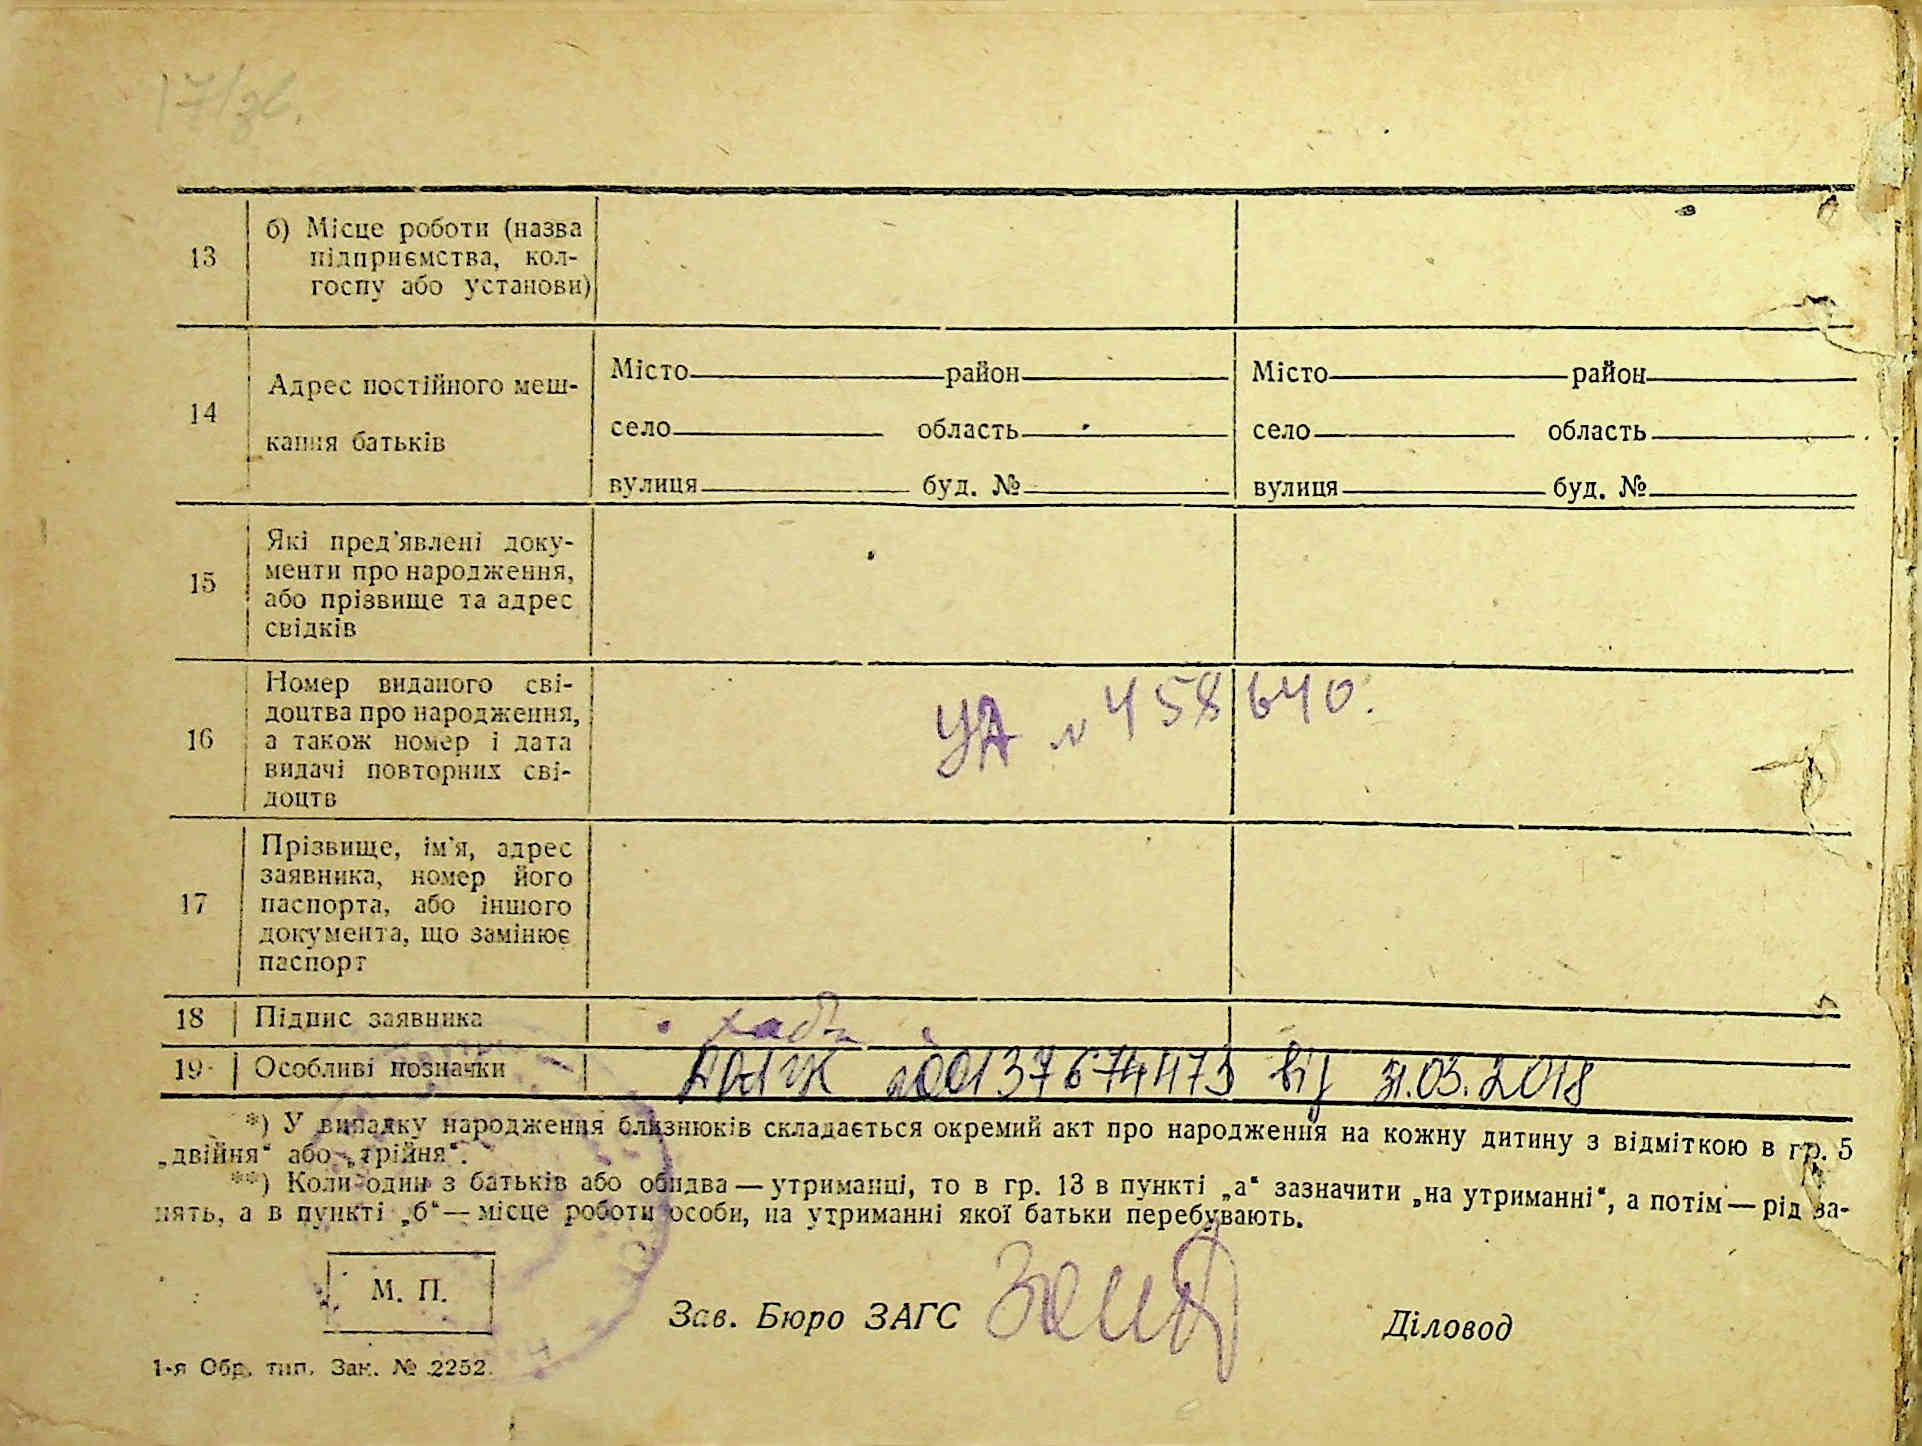 17/36.
13 б) Місце роботи (назва
підприємства, кол-
госпу або установи)
14 Адрес постійного меш-
кання батьків
Місто район Місто район
село область село область
вулиця буд. № вулиця буд. №
15 Які пред'явлені доку-
менти про народження,
або прізвище та адрес
свідків
16 Номер виданого сві-
доцтва про народження,
а також номер і дата
видачі повторних сві-
доцтв
УА № 458640.
17 Прізвище, ім'я, адрес
заявника, номер його
паспорта, або іншого
документа, що замінює
паспорт
18 Підпис заявника
19 Особливі позначки №00137674473 від 31.03.2018
*) У випадку народження близнюків складається окремий акт про народження на кожну дитину з відміткою в гр. 5
„двійня“ або „трійня“.
**) Коли один з батьків або обидва — утриманці, то в гр. 13 в пункті „а“ зазначити „на утриманні“, а потім — рід за-
нять, а в пункті „б“ — місце роботи особи, на утриманні якої батьки перебувають.
М. П.
Зав. Бюро ЗАГС Діловод
1-я Обр. тип. Зак. № 2252.